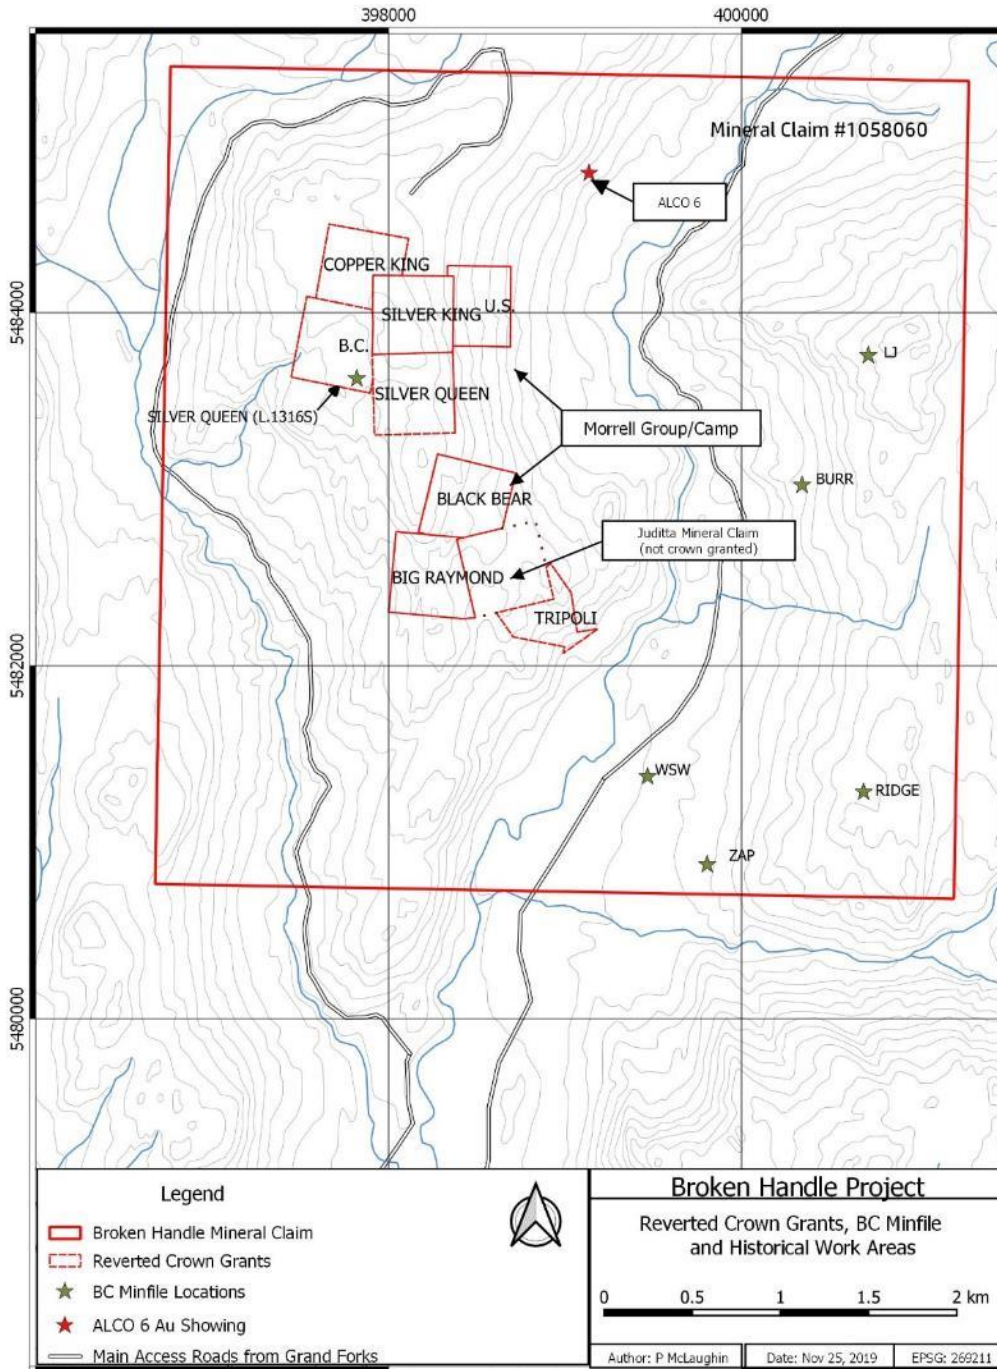 398000
400000
Mineral Claim #1058060
ALCO 6
COPPER KING
5484000
SILVER KING
U.S.
B.C.
LJ
SILVER QUEEN
SILVER QUEEN (L.1316S)
Morrell Group/Camp
BURR
BLACK BEAR
Juditta Mineral Claim
(not crown granted)
BIG RAYMOND
TRIPOLI
5482000
WSW
RIDGE
ZAP
5480000
Legend
Broken Handle Mineral Claim
Reverted Crown Grants
BC Minfile Locations
ALCO 6 Au Showing
Main Access Roads from Grand Forks
Broken Handle Project
Reverted Crown Grants, BC Minfile
and Historical Work Areas
0 0.5 1 1.5 2 km
Author: P McLaughin
Date: Nov 25, 2019
EPSG: 269211